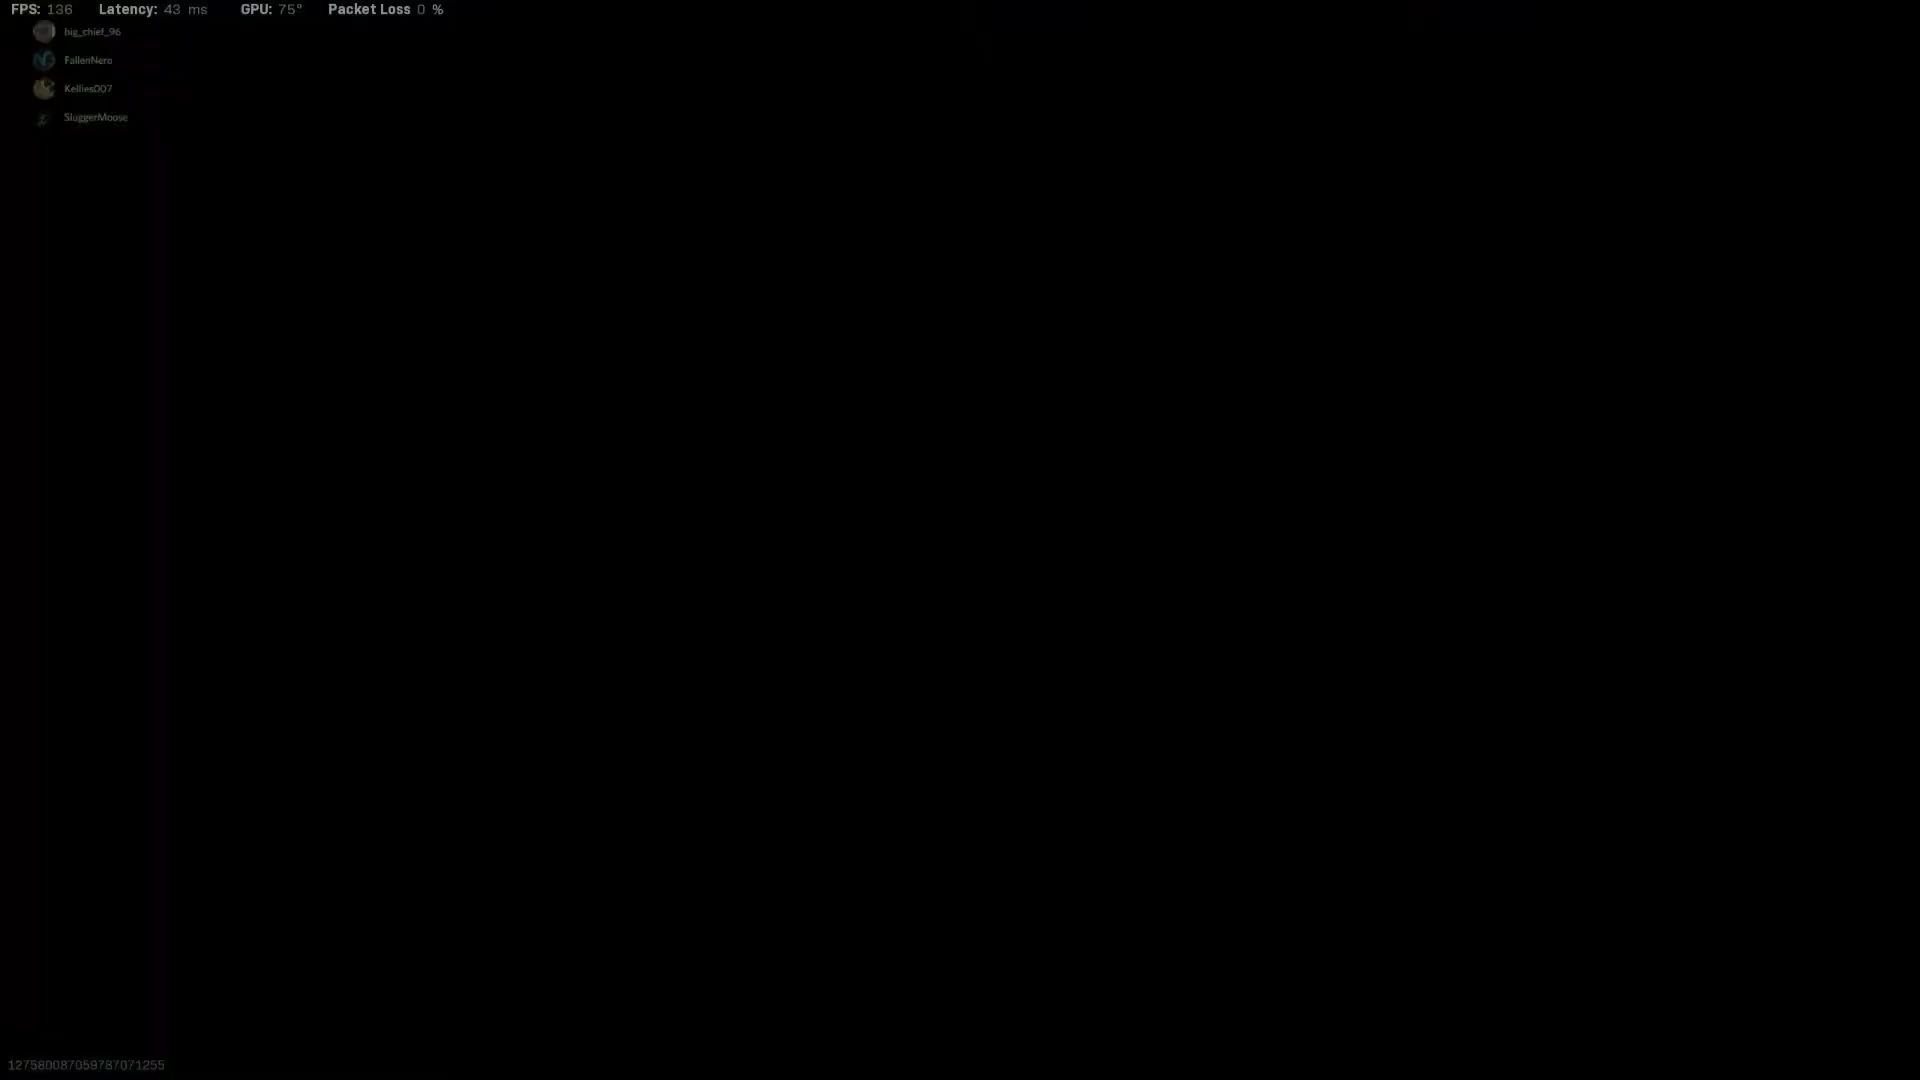 FPS: 136 Latency: 43 ms GPU: 75° Packet Loss 0 %
big_chief_96
FallenNero
Kellies007
SluggerMoose
127580087059787071255